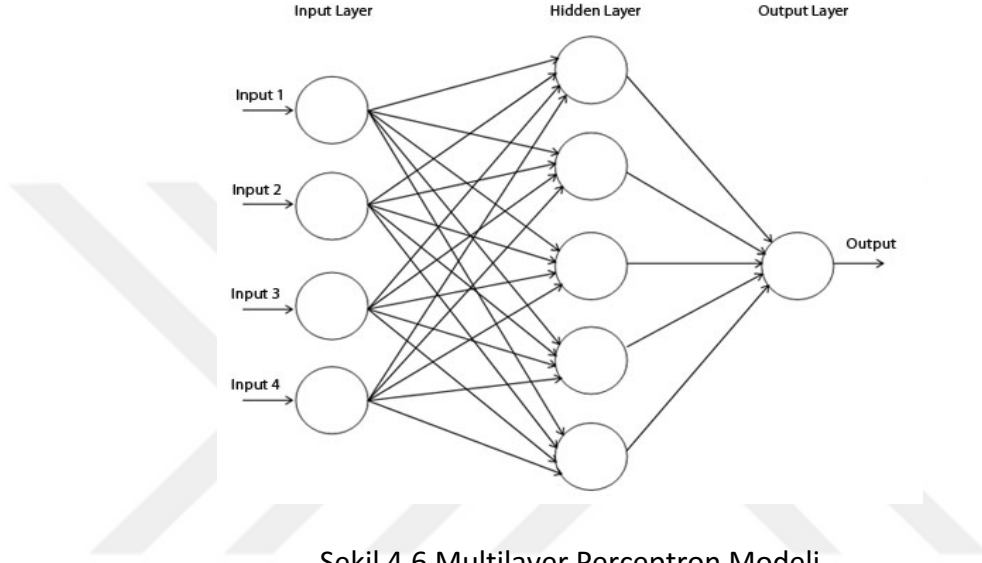 Input Layer Hidden Layer Output Layer
Input 1
Input 2
Output
Input 3
Input 4
Şekil 4.6 Multilayer Perceptron Modeli